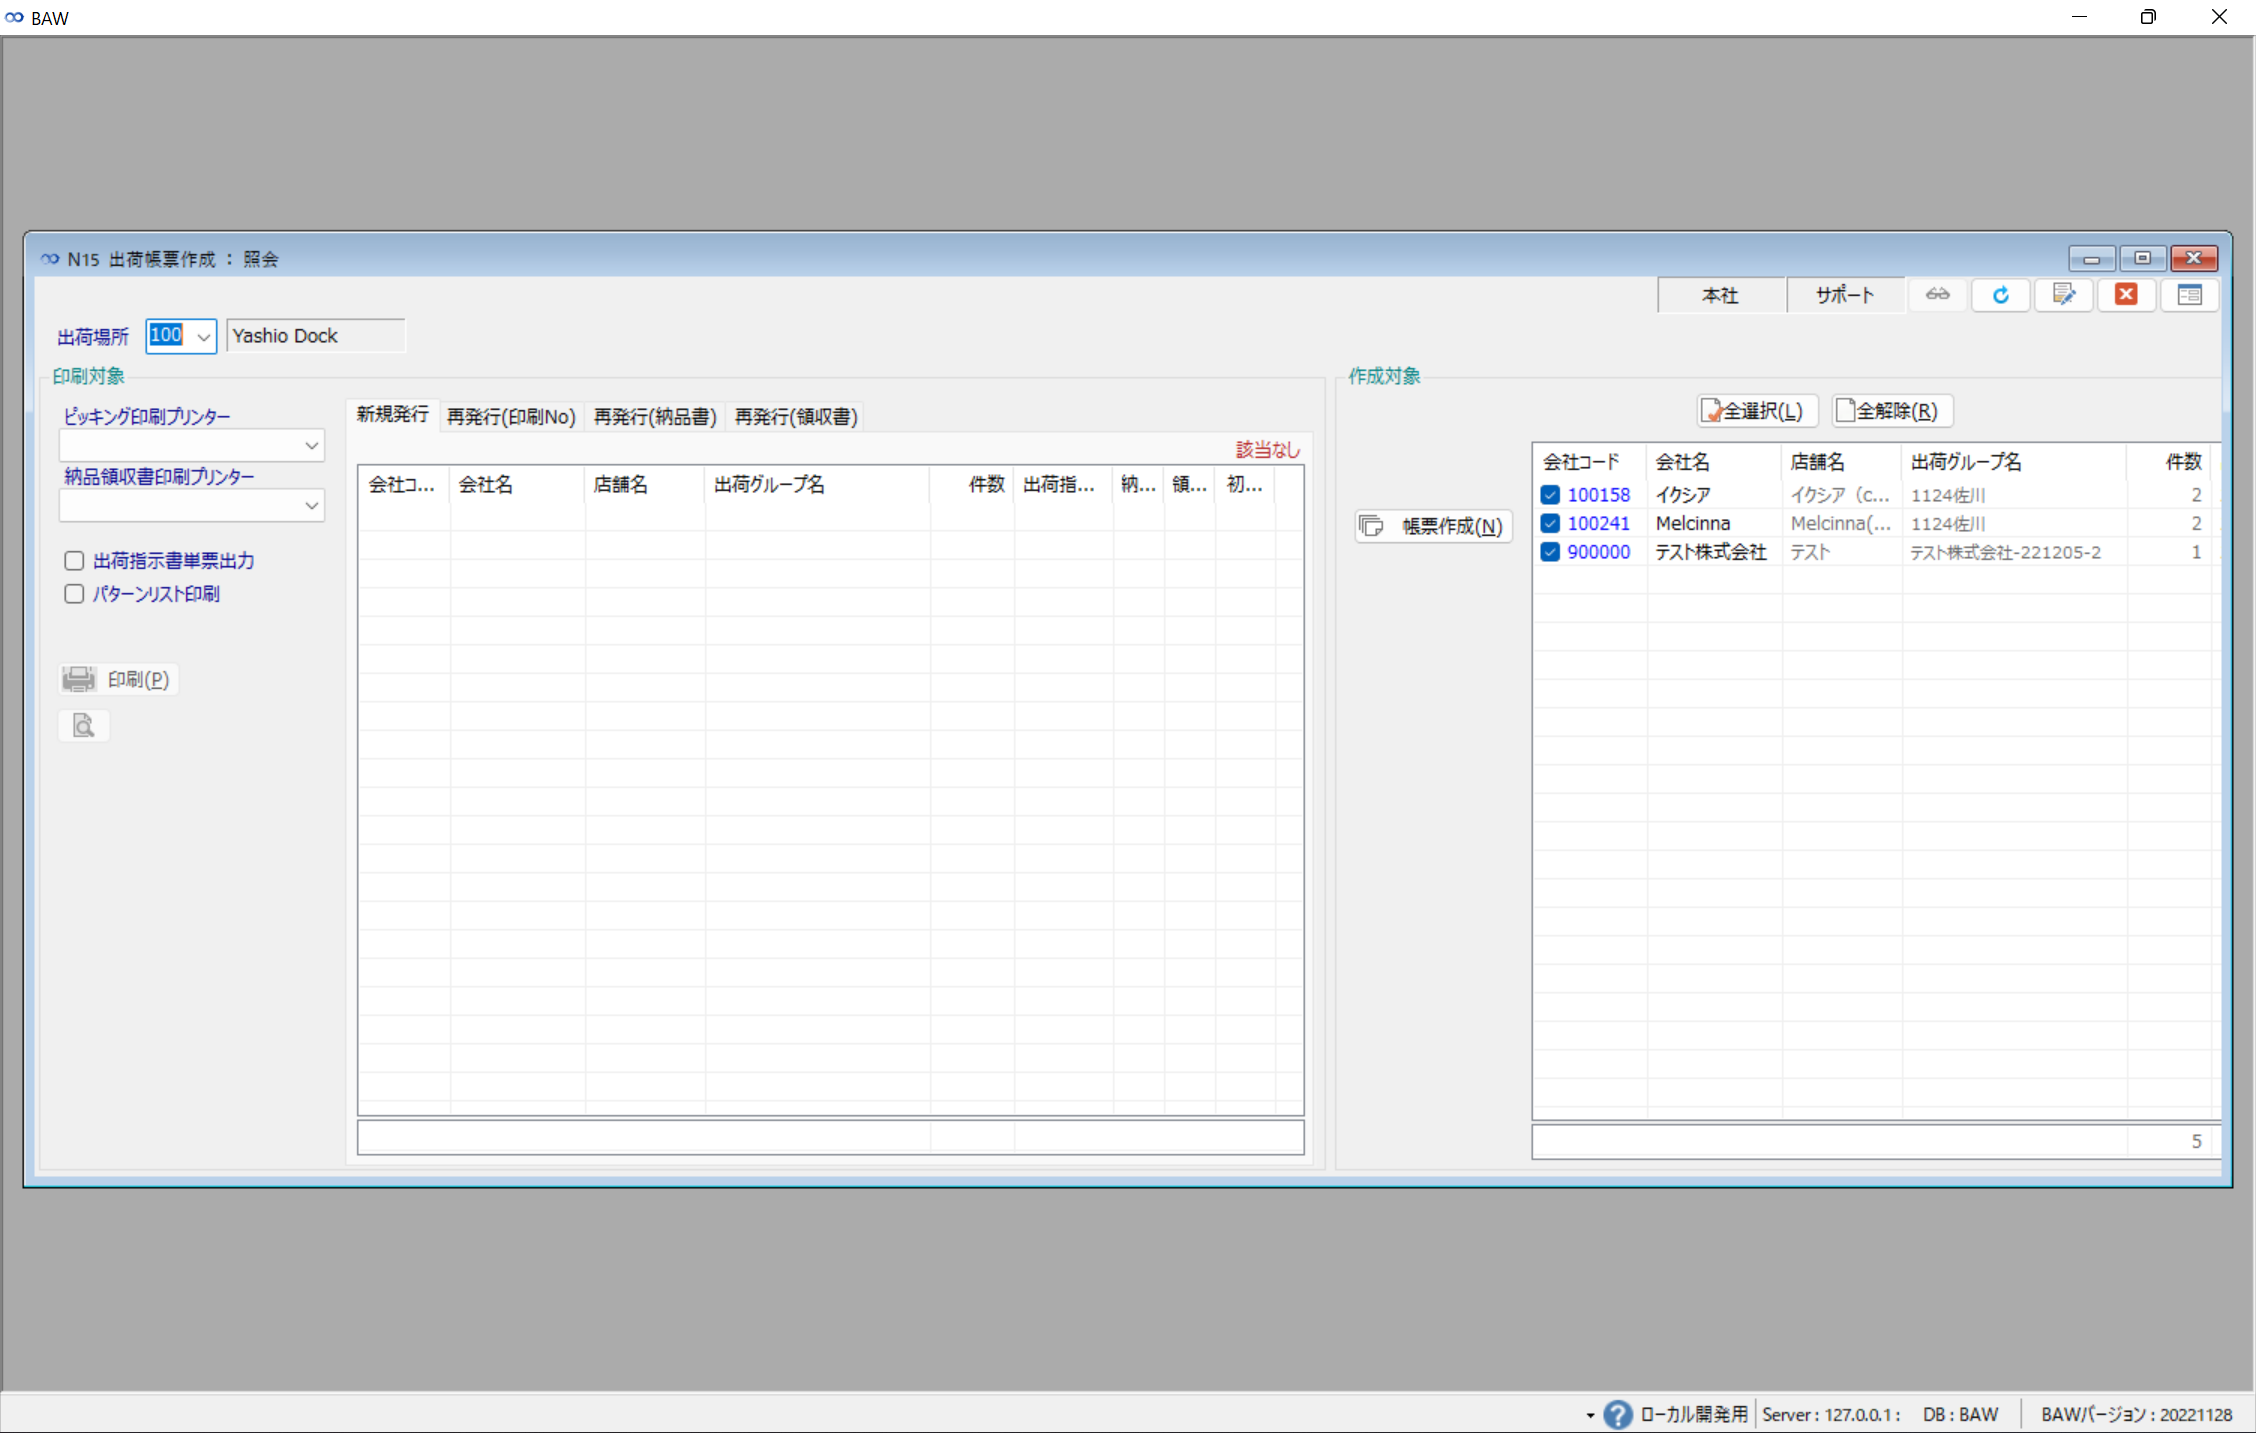 BAW
N15 出荷帳票作成 : 照会
本社 サポート
出荷場所 100 Yashio Dock
印刷対象
ピッキング印刷プリンター
納品領収書印刷プリンター
出荷指示書単票出力
パターンリスト印刷
印刷(P)
新規発行 再発行(印刷No) 再発行(納品書) 再発行(領収書)
該当なし
会社コ... 会社名 店舗名 出荷グループ名 件数 出荷指... 納... 領... 初...
作成対象
全選択(L) 全解除(R)
帳票作成(N)
会社コード 会社名 店舗名 出荷グループ名 件数
100158 イクシア イクシア (c... 1124佐川 2
100241 Melcinna Melcinna(... 1124佐川 2
900000 テスト株式会社 テスト テスト株式会社-221205-2 1
5
ローカル開発用 Server : 127.0.0.1 : DB : BAW BAWバージョン : 20221128